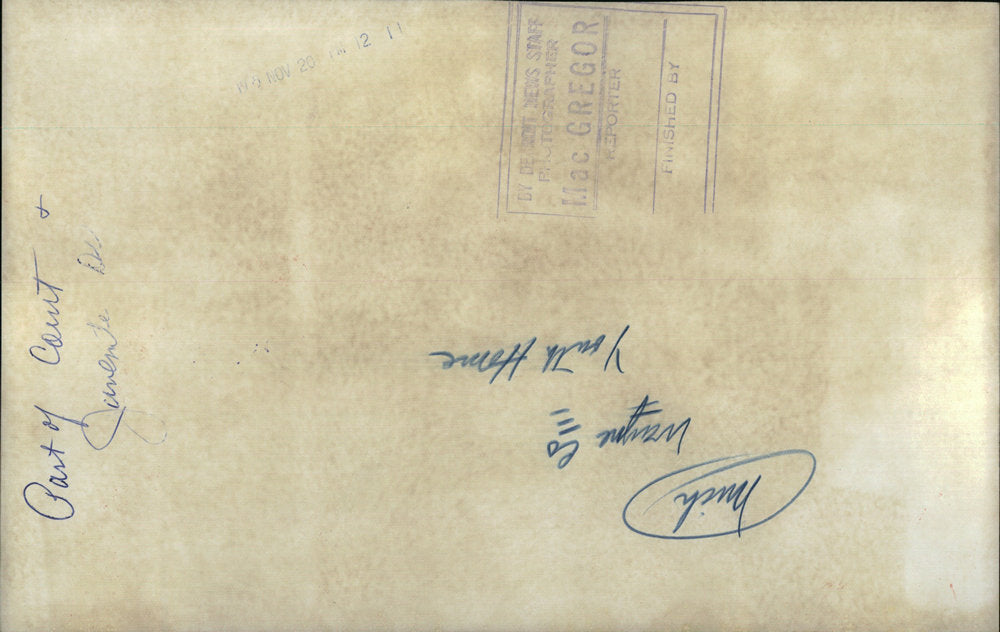 NOV 20 PM 12 11
BY DETROIT NEWS STAFF
PHOTOGRAPHER
MacGREGOR
REPORTER
FINISHED BY
Part of Court +
Juvenile
Mich
Wayne Co
Youth Home